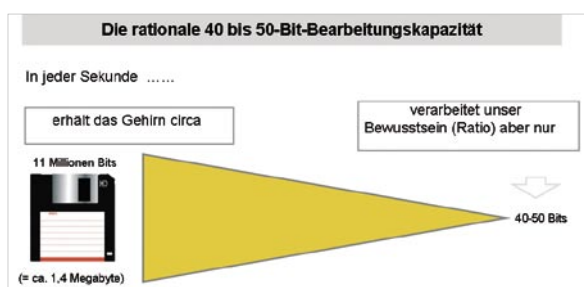 Die rationale 40 bis 50-Bit-Bearbeitungskapazität
In jeder Sekunde ......
erhält das Gehirn circa
verarbeitet unser
Bewusstsein (Ratio) aber nur
11 Millionen Bits
40-50 Bits
(= ca. 1,4 Megabyte)